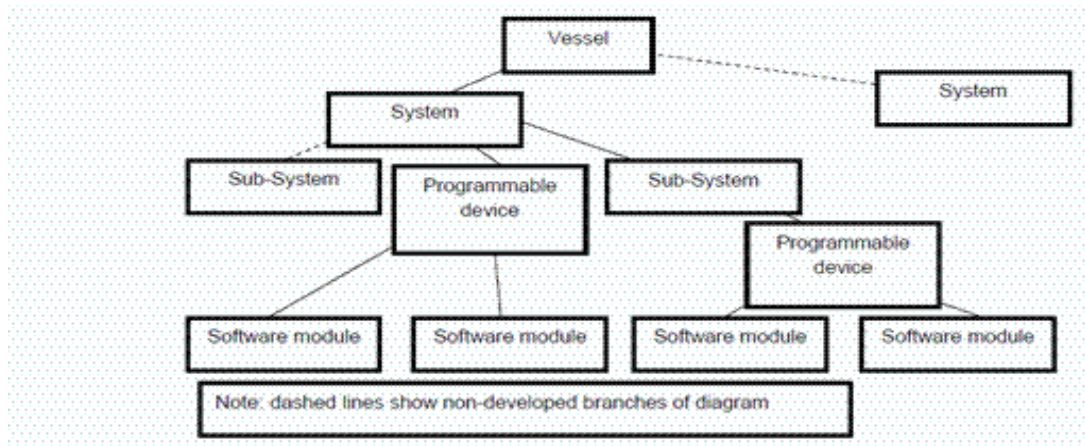 Vessel
System
System
Sub-System
Programmable
device
Sub-System
Programmable
device
Software module
Software module
Software module
Software module
Note: dashed lines show non-developed branches of diagram